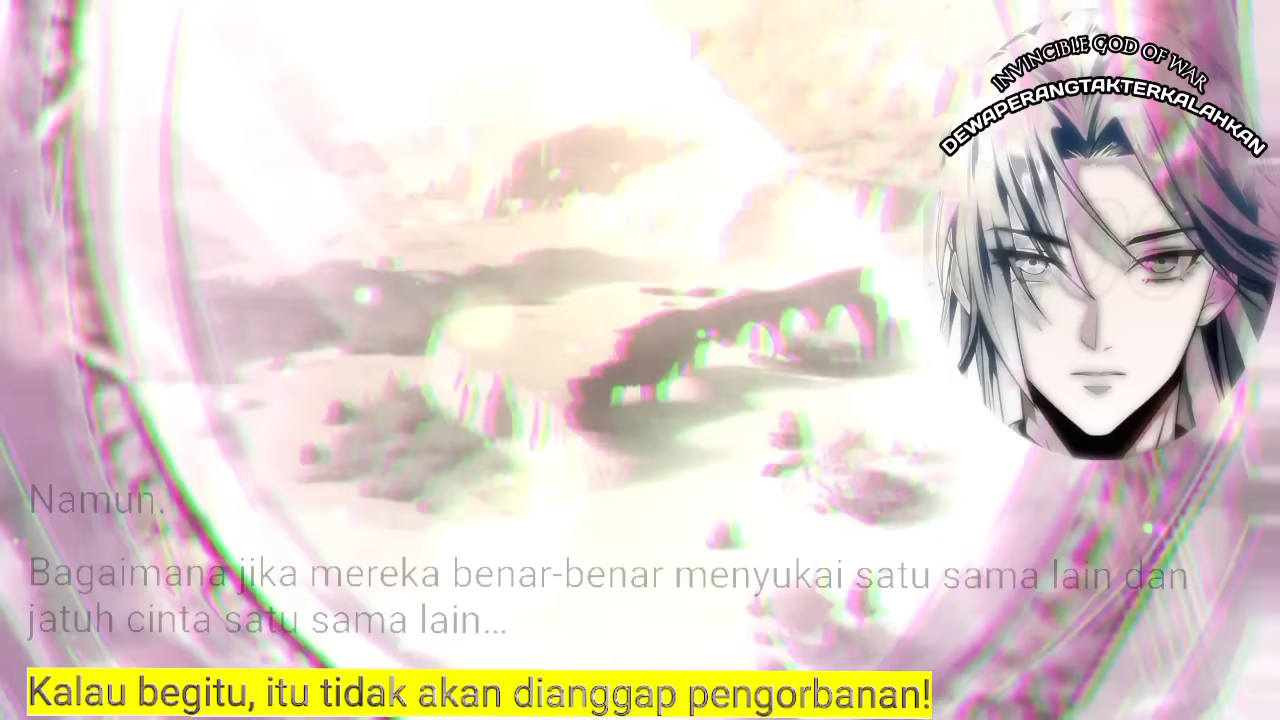 INVINCIBLE GOD OF WAR
DEWAPERANGTAKTERKALAHKAN
Namun.
Bagaimana jika mereka benar-benar menyukai satu sama lain dan
jatuh cinta satu sama lain...
Kalau begitu, itu tidak akan dianggap pengorbanan!